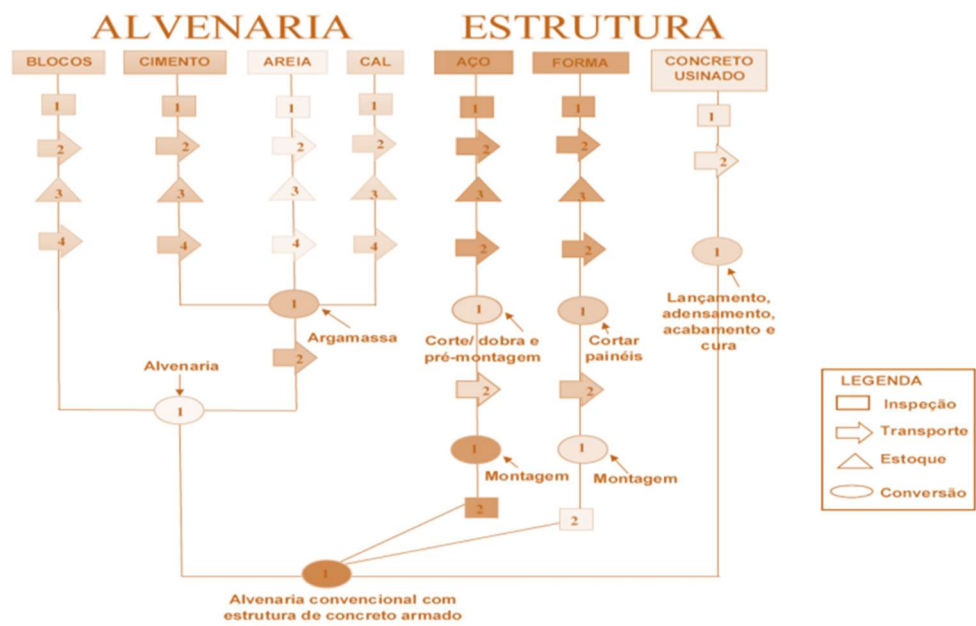 ALVENARIA
ESTRUTURA
BLOCOS
CIMENTO
AREIA
CAL
AÇO
FORMA
CONCRETO
USINADO
1
1
1
1
1
1
1
2
2
2
2
2
2
2
3
3
3
3
3
3
4
4
4
4
2
2
1
Lançamento,
adensamento,
acabamento e
cura
1
Argamassa
1
Corte/ dobra e
pré-montagem
1
Cortar
painéis
2
Alvenaria
1
2
2
1
Montagem
1
Montagem
2
2
1
Alvenaria convencional com
estrutura de concreto armado
LEGENDA
Inspeção
Transporte
Estoque
Conversão